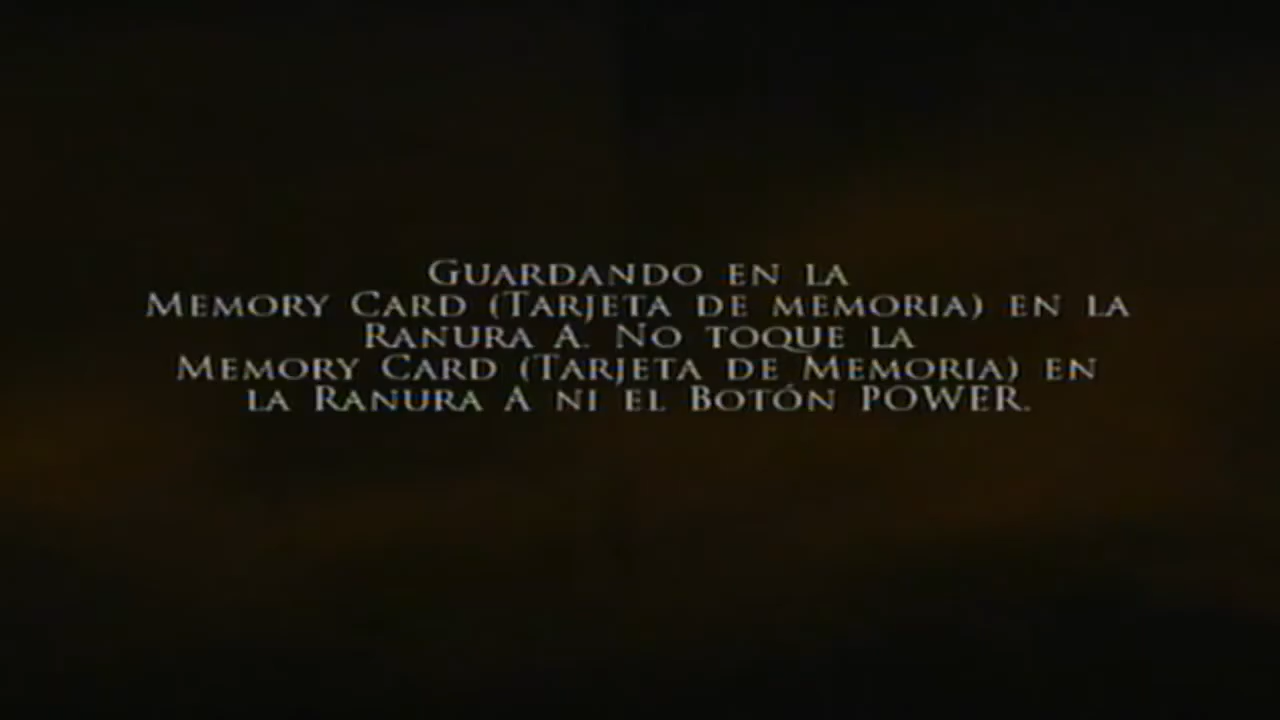 Guardando en la
Memory Card (Tarjeta de memoria) en la
Ranura A. No toque la
Memory Card (Tarjeta de Memoria) en
la Ranura A ni el Botón POWER.